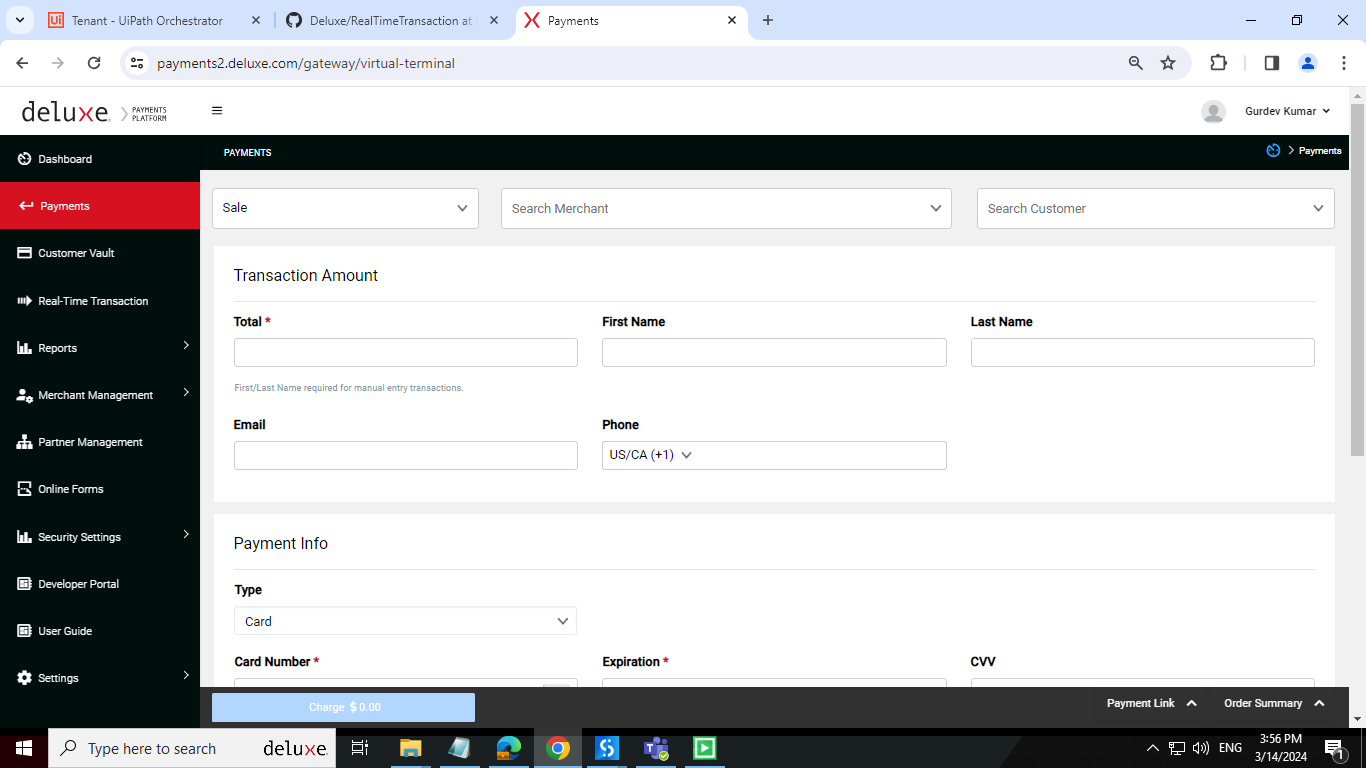 Tenant - UiPath Orchestrator
Deluxe/RealTimeTransaction at
Payments
payments2.deluxe.com/gateway/virtual-terminal
deluxe. PAYMENTS PLATFORM
Gurdev Kumar
Dashboard
PAYMENTS
Payments
Payments
Sale
Search Merchant
Search Customer
Customer Vault
Transaction Amount
Real-Time Transaction
Total *
First Name
Last Name
Reports
First/Last Name required for manual entry transactions.
Merchant Management
Email
Phone
Partner Management
US/CA (+1)
Online Forms
Security Settings
Payment Info
Developer Portal
Type
Card
User Guide
Card Number *
Expiration *
CVV
Settings
Charge $ 0.00
Payment Link
Order Summary
Type here to search
deluxe.
ENG
3:56 PM
3/14/2024
1